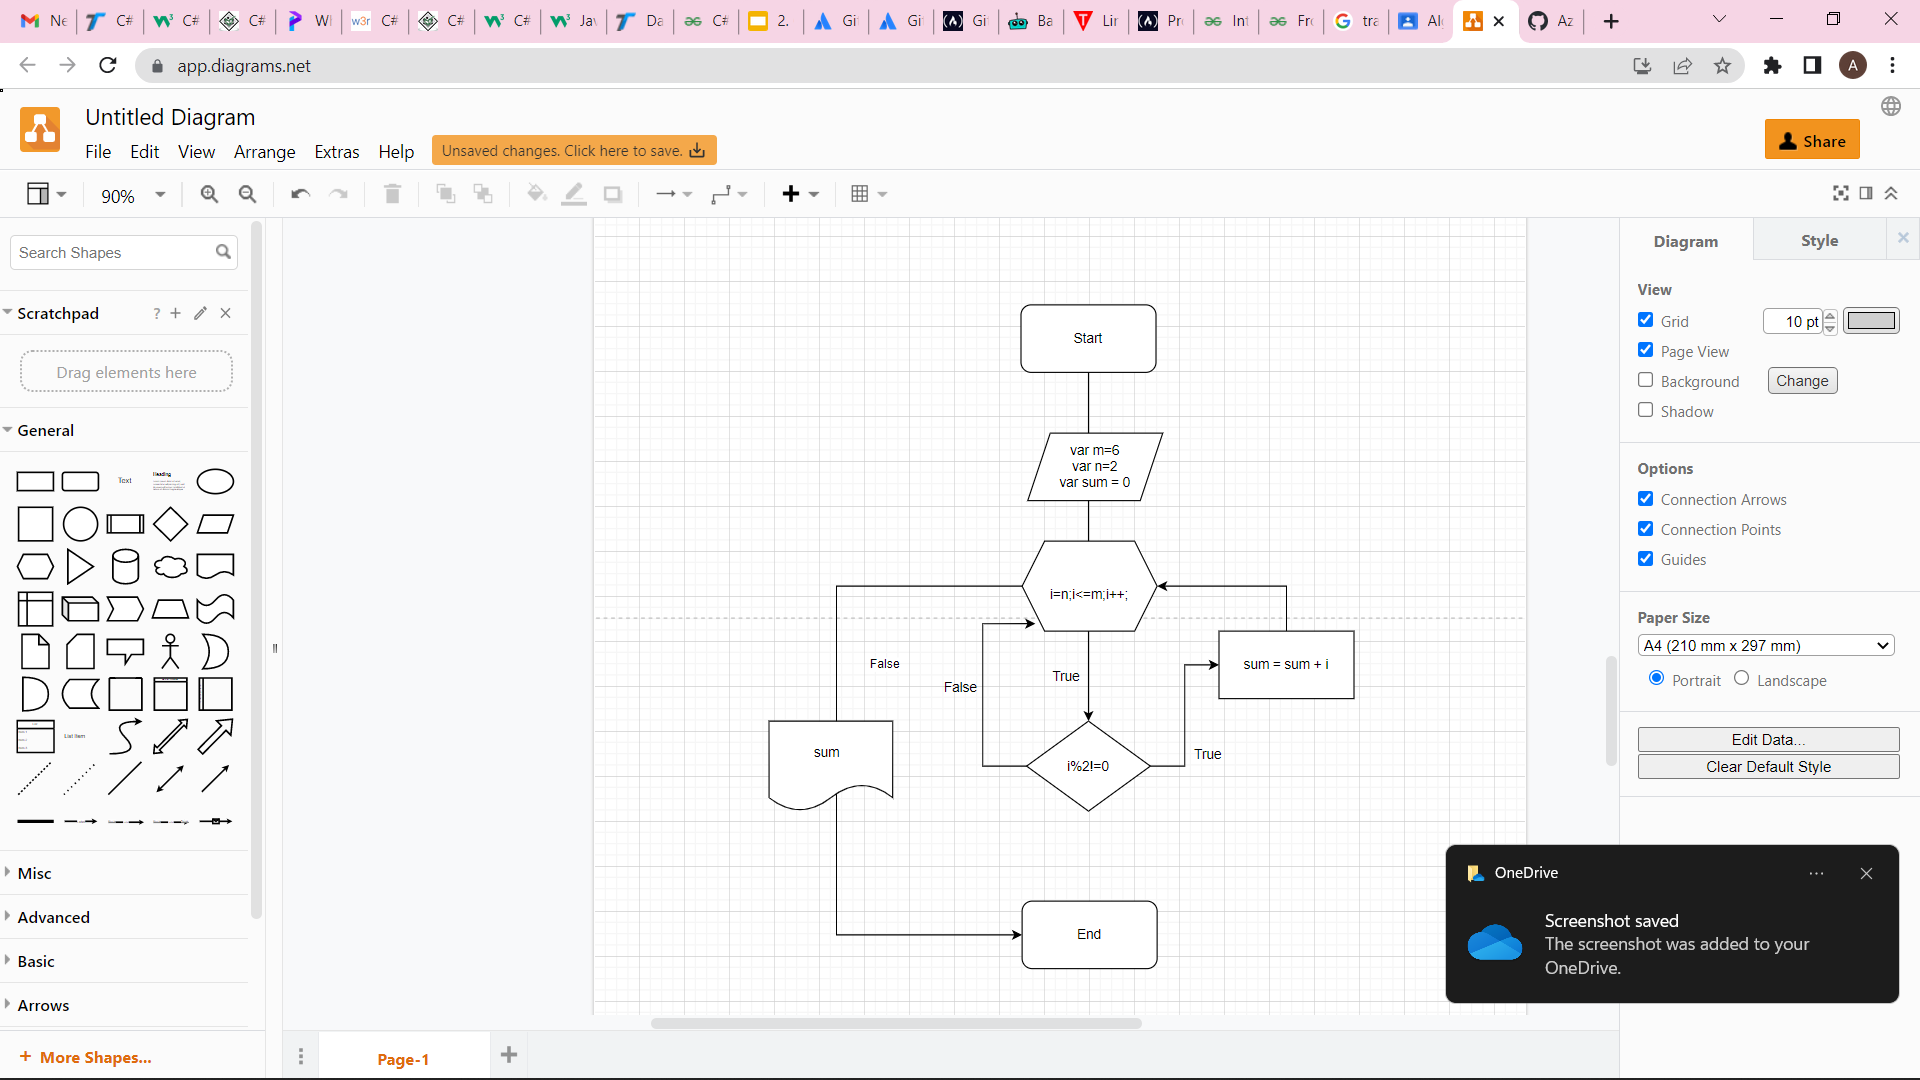 Ne
C#
C#
C#
C#
WI
C#
C#
C#
Jav
Da
C#
2.
Gi
Gi
Gi
Ba
Lir
Pr
Int
Fro
tra
Al
Az
app.diagrams.net
A
Untitled Diagram
File Edit View Arrange Extras Help
Unsaved changes. Click here to save.
Share
90%
Search Shapes
Scratchpad
?
Drag elements here
General
Text
Heading
List Item
Misc
Advanced
Basic
Arrows
+ More Shapes...
Start
var m=6
var n=2
var sum = 0
i=n;i<=m;i++;
False
False
True
sum = sum + i
sum
i%2!=0
True
End
Page-1
Diagram
Style
View
Grid
10 pt
Page View
Background
Change
Shadow
Options
Connection Arrows
Connection Points
Guides
Paper Size
A4 (210 mm x 297 mm)
Portrait
Landscape
Edit Data...
Clear Default Style
OneDrive
Screenshot saved
The screenshot was added to your
OneDrive.